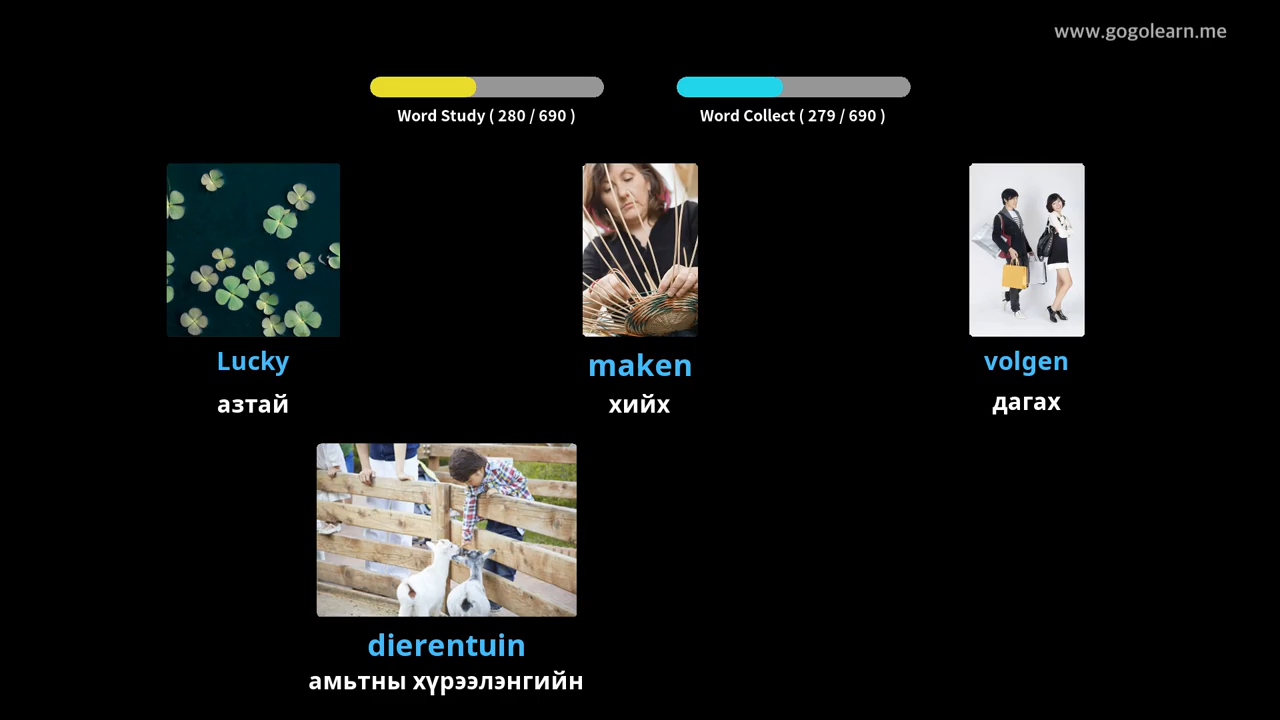 www.gogolearn.me
Word Study ( 280 / 690 )
Word Collect ( 279 / 690 )
Lucky
азтай
maken
хийх
volgen
дагах
dierentuin
амьтны хүрээлэнгийн